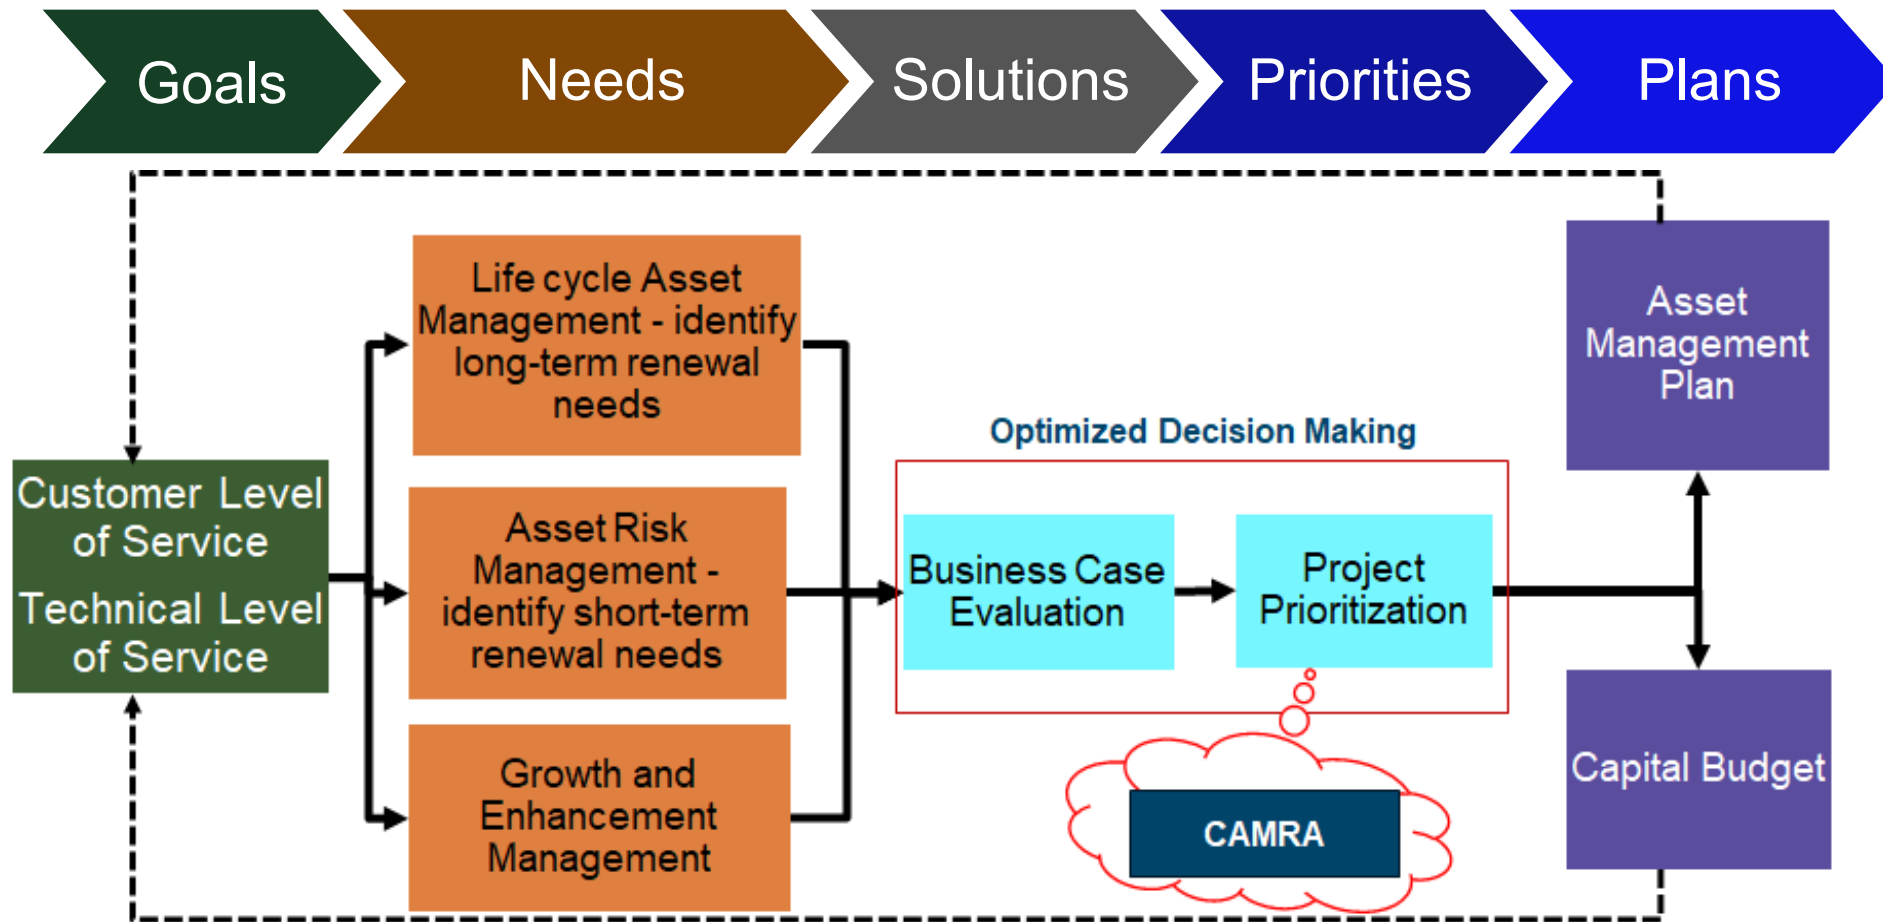 Goals
Needs
Solutions
Priorities
Plans
Life cycle Asset
Management - identify
long-term renewal
needs
Asset
Management
Plan
Optimized Decision Making
Customer Level
of Service
Technical Level
of Service
Asset Risk
Management -
identify short-term
renewal needs
Business Case
Evaluation
Project
Prioritization
Growth and
Enhancement
Management
CAMRA
Capital Budget